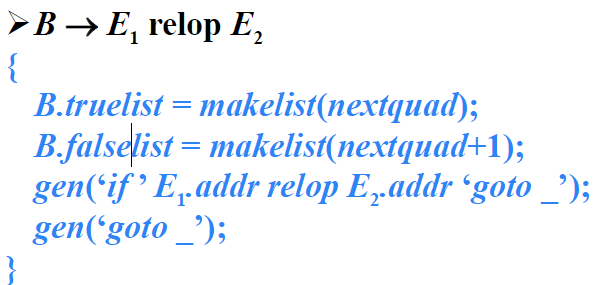 ➢B → E₁ relop E₂
{
B.truelist = makelist(nextquad);
B.falselist = makelist(nextquad+1);
gen(‘if ’ E₁.addr relop E₂.addr ‘goto _’);
gen(‘goto _’);
}